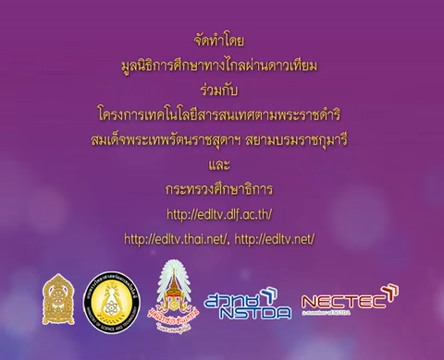 จัดทำโดย
มูลนิธิการศึกษาทางไกลผ่านดาวเทียม
ร่วมกับ
โครงการเทคโนโลยีสารสนเทศตามพระราชดำริ
สมเด็จพระเทพรัตนราชสุดาฯ สยามบรมราชกุมารี
และ
กระทรวงศึกษาธิการ
http://edltv.dlf.ac.th/
http://edltv.thai.net/, http://edltv.net/
สวทช
NSTDA
NECTEC
a member of NSTDA